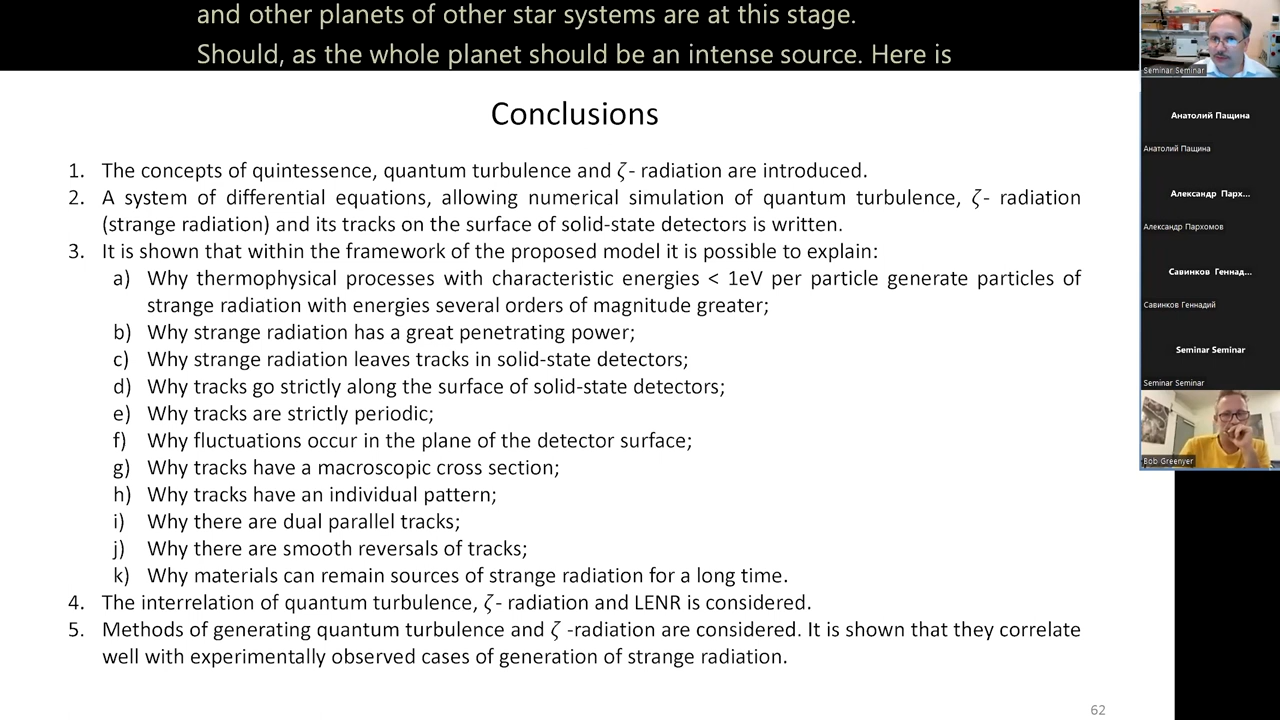 and other planets of other star systems are at this stage.
Should, as the whole planet should be an intense source. Here is
Conclusions
1. The concepts of quintessence, quantum turbulence and ζ- radiation are introduced.
2. A system of differential equations, allowing numerical simulation of quantum turbulence, ζ- radiation
(strange radiation) and its tracks on the surface of solid-state detectors is written.
3. It is shown that within the framework of the proposed model it is possible to explain:
a) Why thermophysical processes with characteristic energies < 1eV per particle generate particles of
strange radiation with energies several orders of magnitude greater;
b) Why strange radiation has a great penetrating power;
c) Why strange radiation leaves tracks in solid-state detectors;
d) Why tracks go strictly along the surface of solid-state detectors;
e) Why tracks are strictly periodic;
f) Why fluctuations occur in the plane of the detector surface;
g) Why tracks have a macroscopic cross section;
h) Why tracks have an individual pattern;
i) Why there are dual parallel tracks;
j) Why there are smooth reversals of tracks;
k) Why materials can remain sources of strange radiation for a long time.
4. The interrelation of quantum turbulence, ζ- radiation and LENR is considered.
5. Methods of generating quantum turbulence and ζ -radiation are considered. It is shown that they correlate
well with experimentally observed cases of generation of strange radiation.
62
Seminar Seminar
Анатолий Пащина
Анатолий Пащина
Александр Парх...
Александр Пархомов
Савинков Геннад...
Савинков Геннадий
Seminar Seminar
Seminar Seminar
Bob Greenyer